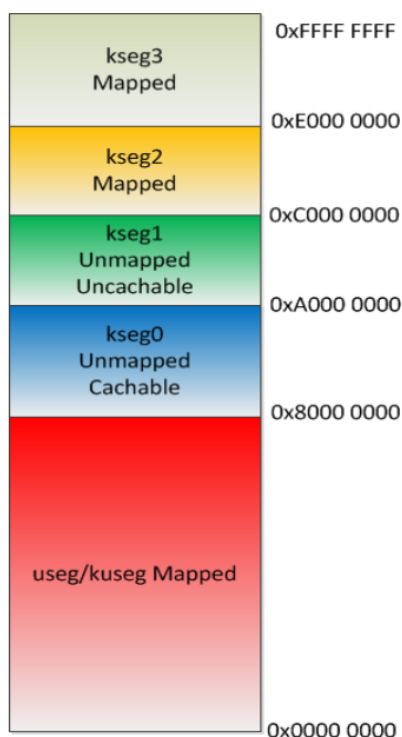 0xFFFF FFFF
kseg3
Mapped
0xE000 0000
kseg2
Mapped
0xC000 0000
kseg1
Unmapped
Uncachable
0xA000 0000
kseg0
Unmapped
Cachable
0x8000 0000
useg/kuseg Mapped
0x0000 0000